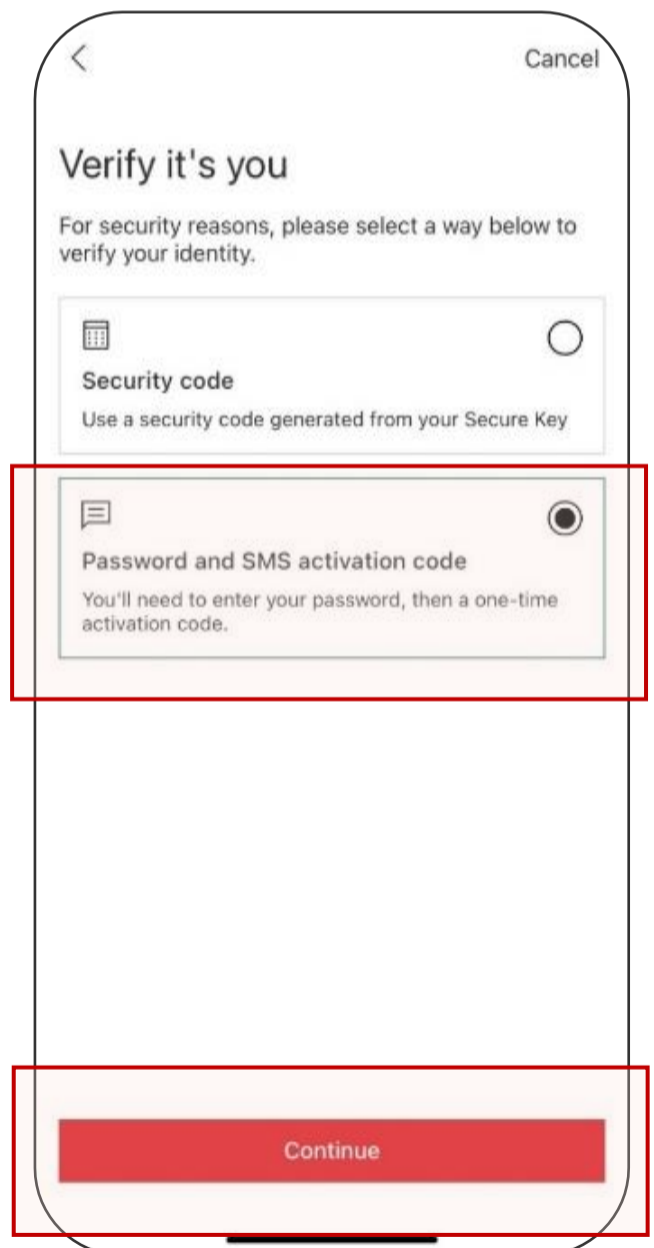 Cancel
Verify it's you
For security reasons, please select a way below to
verify your identity.
Security code
Use a security code generated from your Secure Key
Password and SMS activation code
You'll need to enter your password, then a one-time
activation code.
Continue